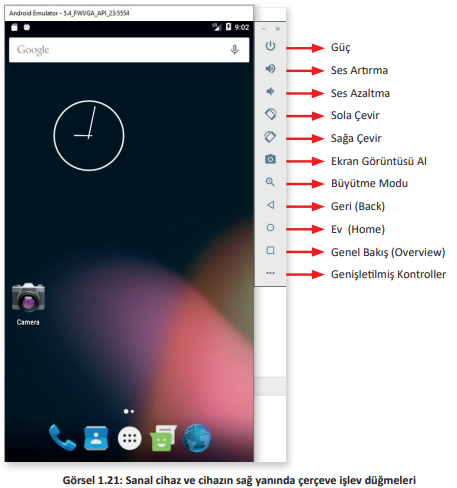 Android Emulator - 5.4_FWVGA_API_23:5554
9:02
Google
Güç
Ses Artırma
Ses Azaltma
Sola Çevir
Sağa Çevir
Ekran Görüntüsü Al
Büyütme Modu
Geri (Back)
Ev (Home)
Genel Bakış (Overview)
Genişletilmiş Kontroller
Camera
Görsel 1.21: Sanal cihaz ve cihazın sağ yanında çerçeve işlev düğmeleri